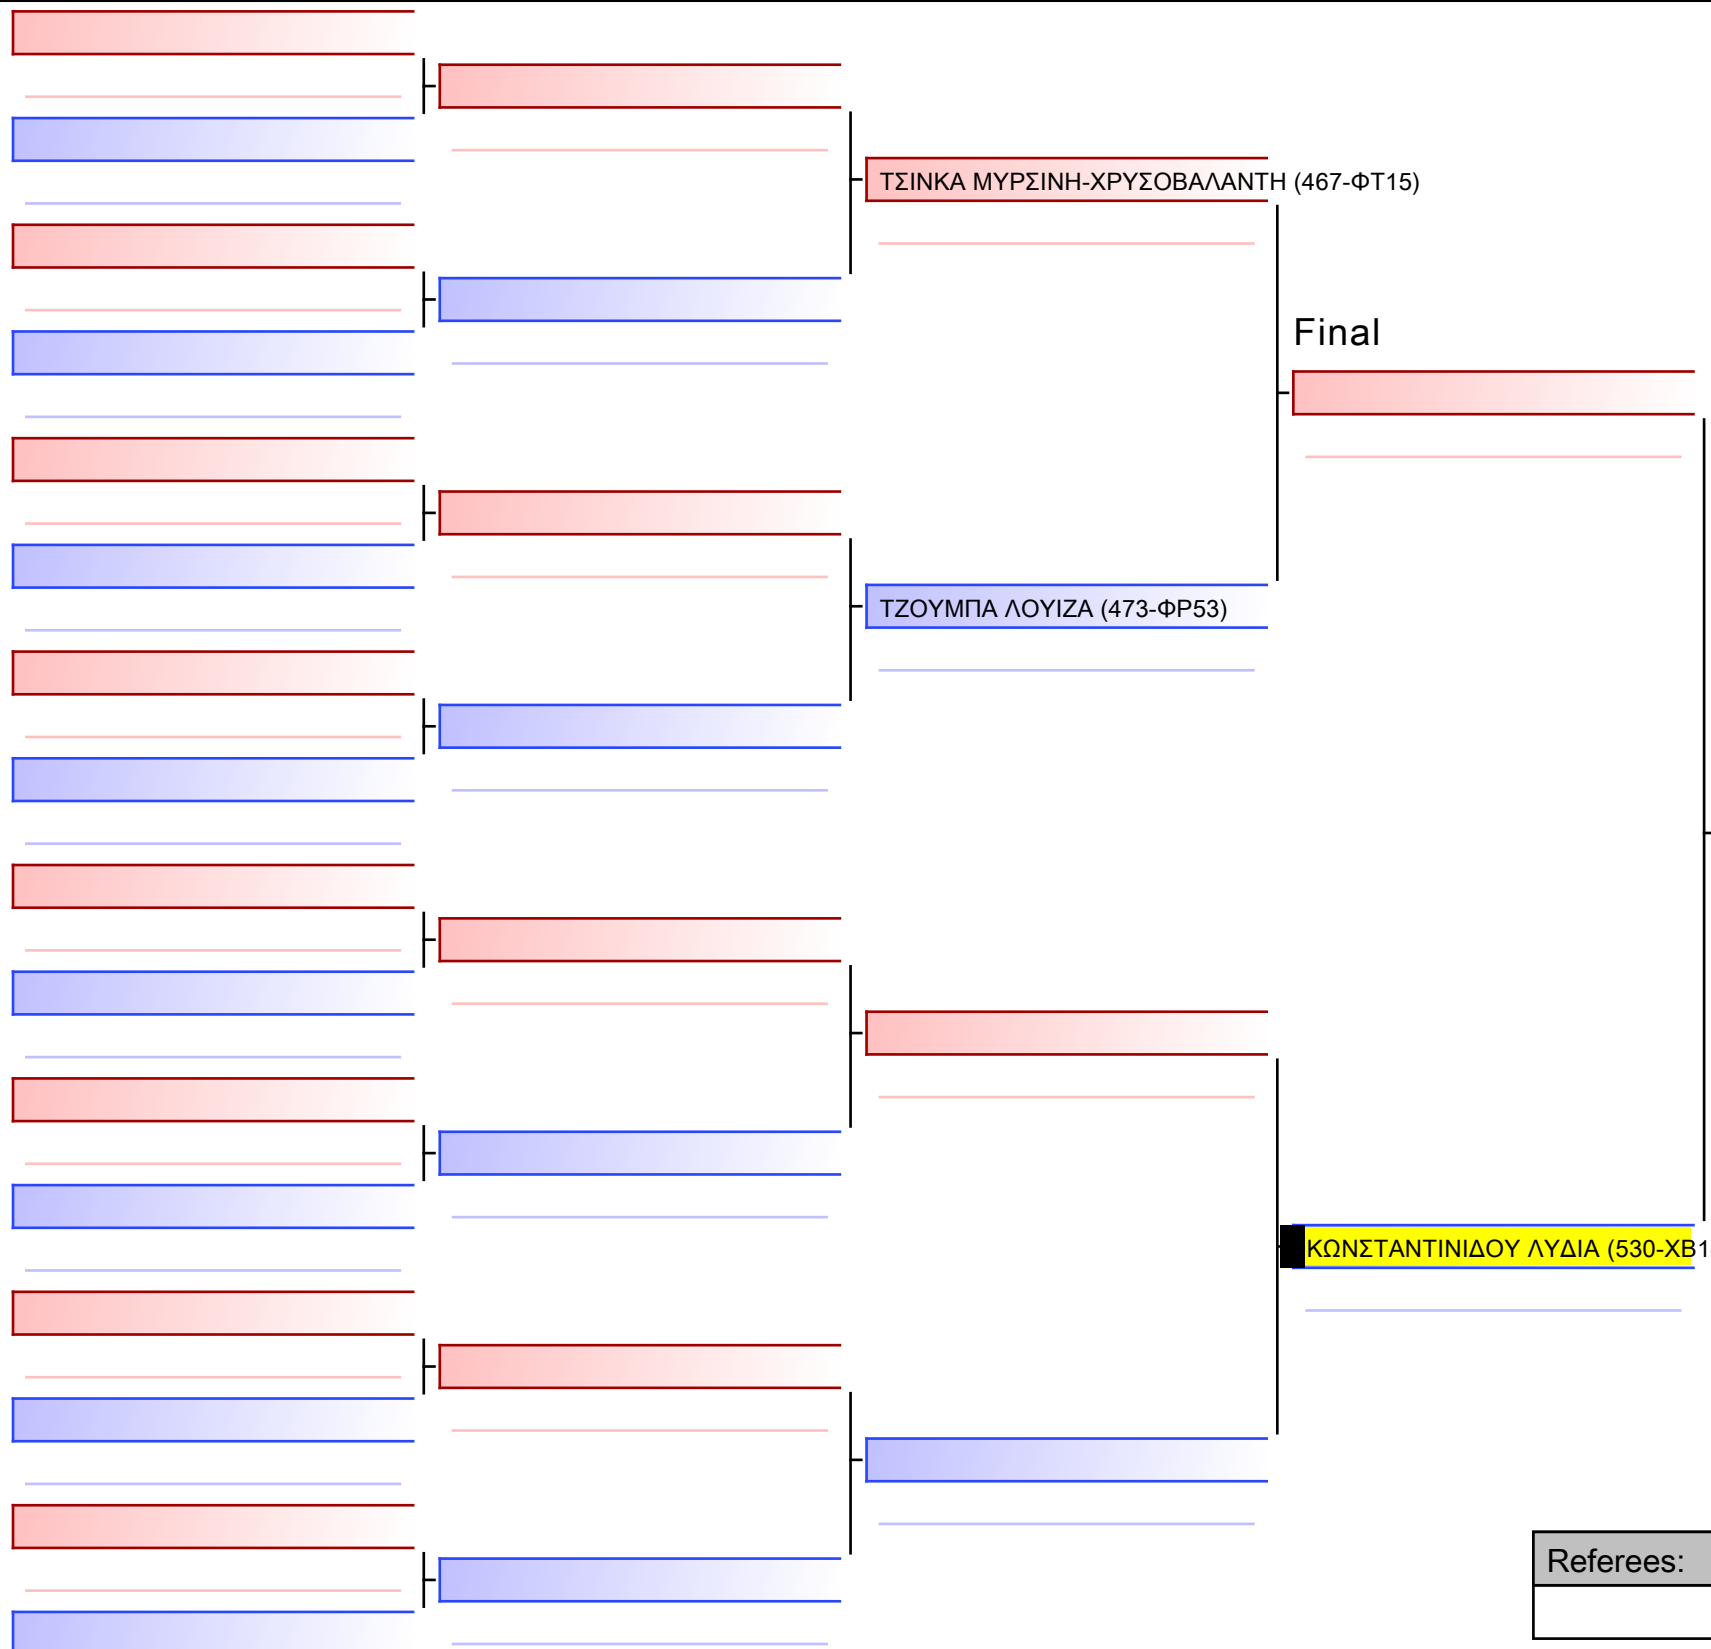 ΤΣΙΝΚΑ ΜΥΡΣΙΝΗ-ΧΡΥΣΟΒΑΛΑΝΤΗ (467-ΦΤ15)
Final
ΤΖΟΥΜΠΑ ΛΟΥΙΖΑ (473-ΦΡ53)
ΚΩΝΣΤΑΝΤΙΝΙΔΟΥ ΛΥΔΙΑ (530-ΧΒ1
Referees: